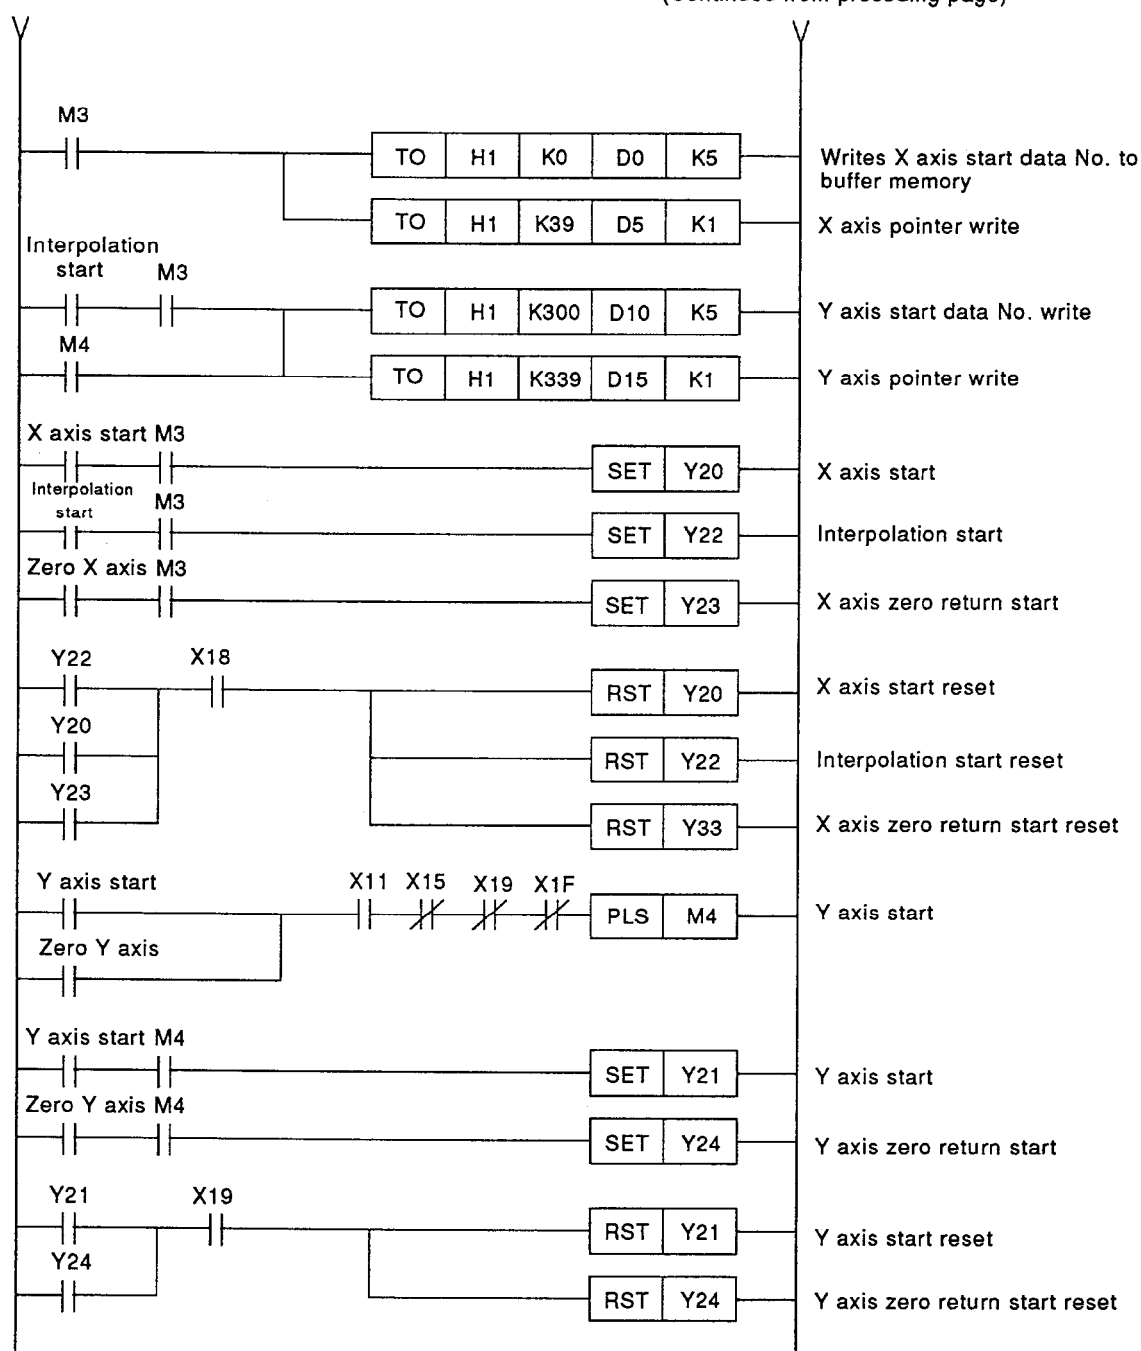 (Continued from preceding page)
M3
TO H1 K0 D0 K5 Writes X axis start data No. to
buffer memory
TO H1 K39 D5 K1 X axis pointer write
Interpolation
start M3
TO H1 K300 D10 K5 Y axis start data No. write
M4
TO H1 K339 D15 K1 Y axis pointer write
X axis start M3
SET Y20 X axis start
Interpolation
start M3
SET Y22 Interpolation start
Zero X axis M3
SET Y23 X axis zero return start
Y22 X18
RST Y20 X axis start reset
Y20
RST Y22 Interpolation start reset
Y23
RST Y33 X axis zero return start reset
Y axis start X11 X15 X19 X1F
PLS M4 Y axis start
Zero Y axis
Y axis start M4
SET Y21 Y axis start
Zero Y axis M4
SET Y24 Y axis zero return start
Y21 X19
RST Y21 Y axis start reset
Y24
RST Y24 Y axis zero return start reset